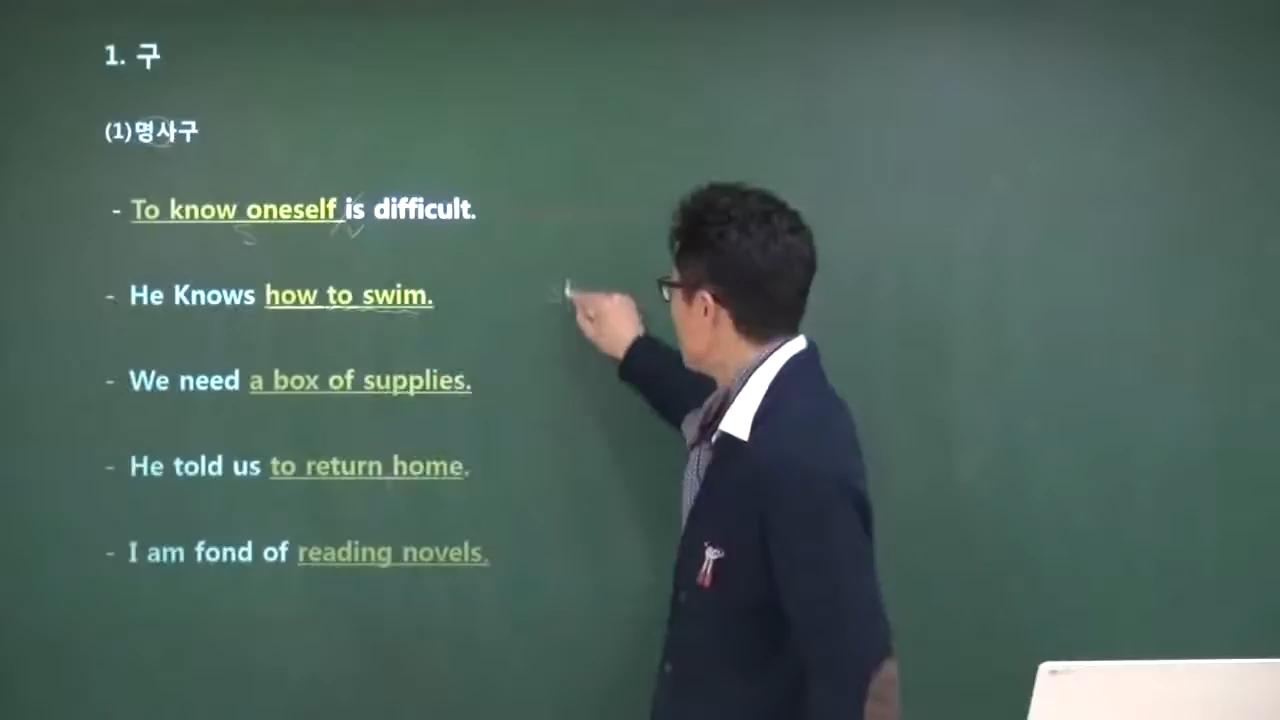 1. 구
(1)명사구
- To know oneself is difficult.
S V
- He Knows how to swim.
- We need a box of supplies.
- He told us to return home.
- I am fond of reading novels.